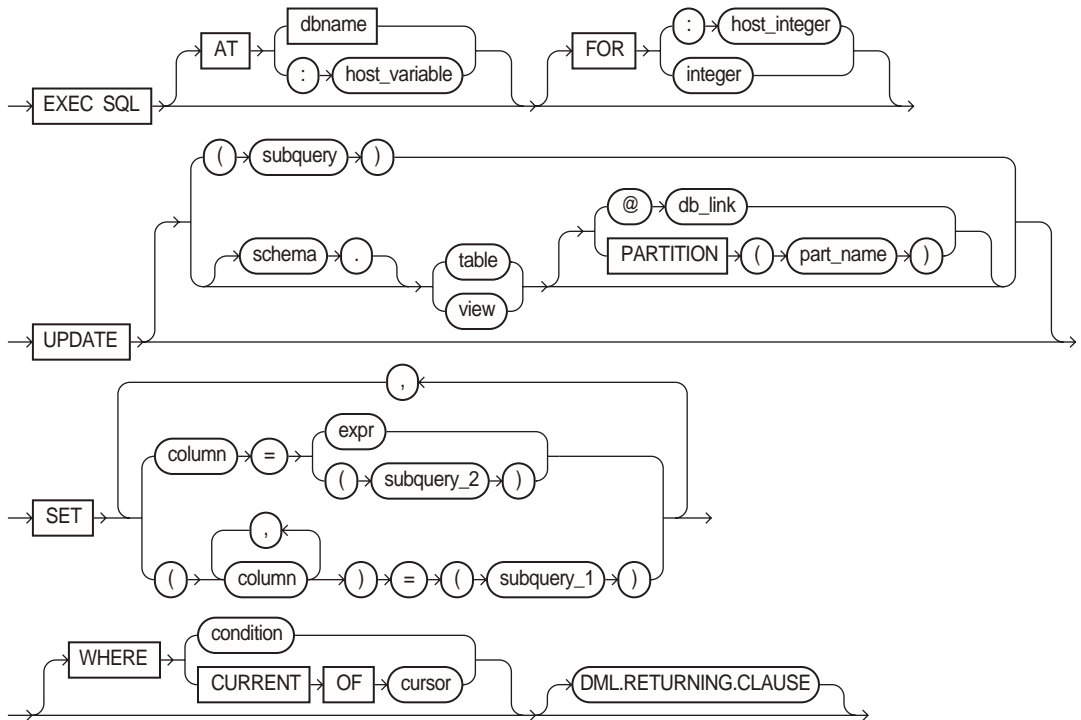 AT dbname : host_variable FOR : host_integer integer
EXEC SQL
( subquery )
schema . table view @ db_link PARTITION ( part_name )
UPDATE
,
column = expr ( subquery_2 )
SET
,
( column ) = ( subquery_1 )
WHERE condition CURRENT OF cursor DML.RETURNING.CLAUSE